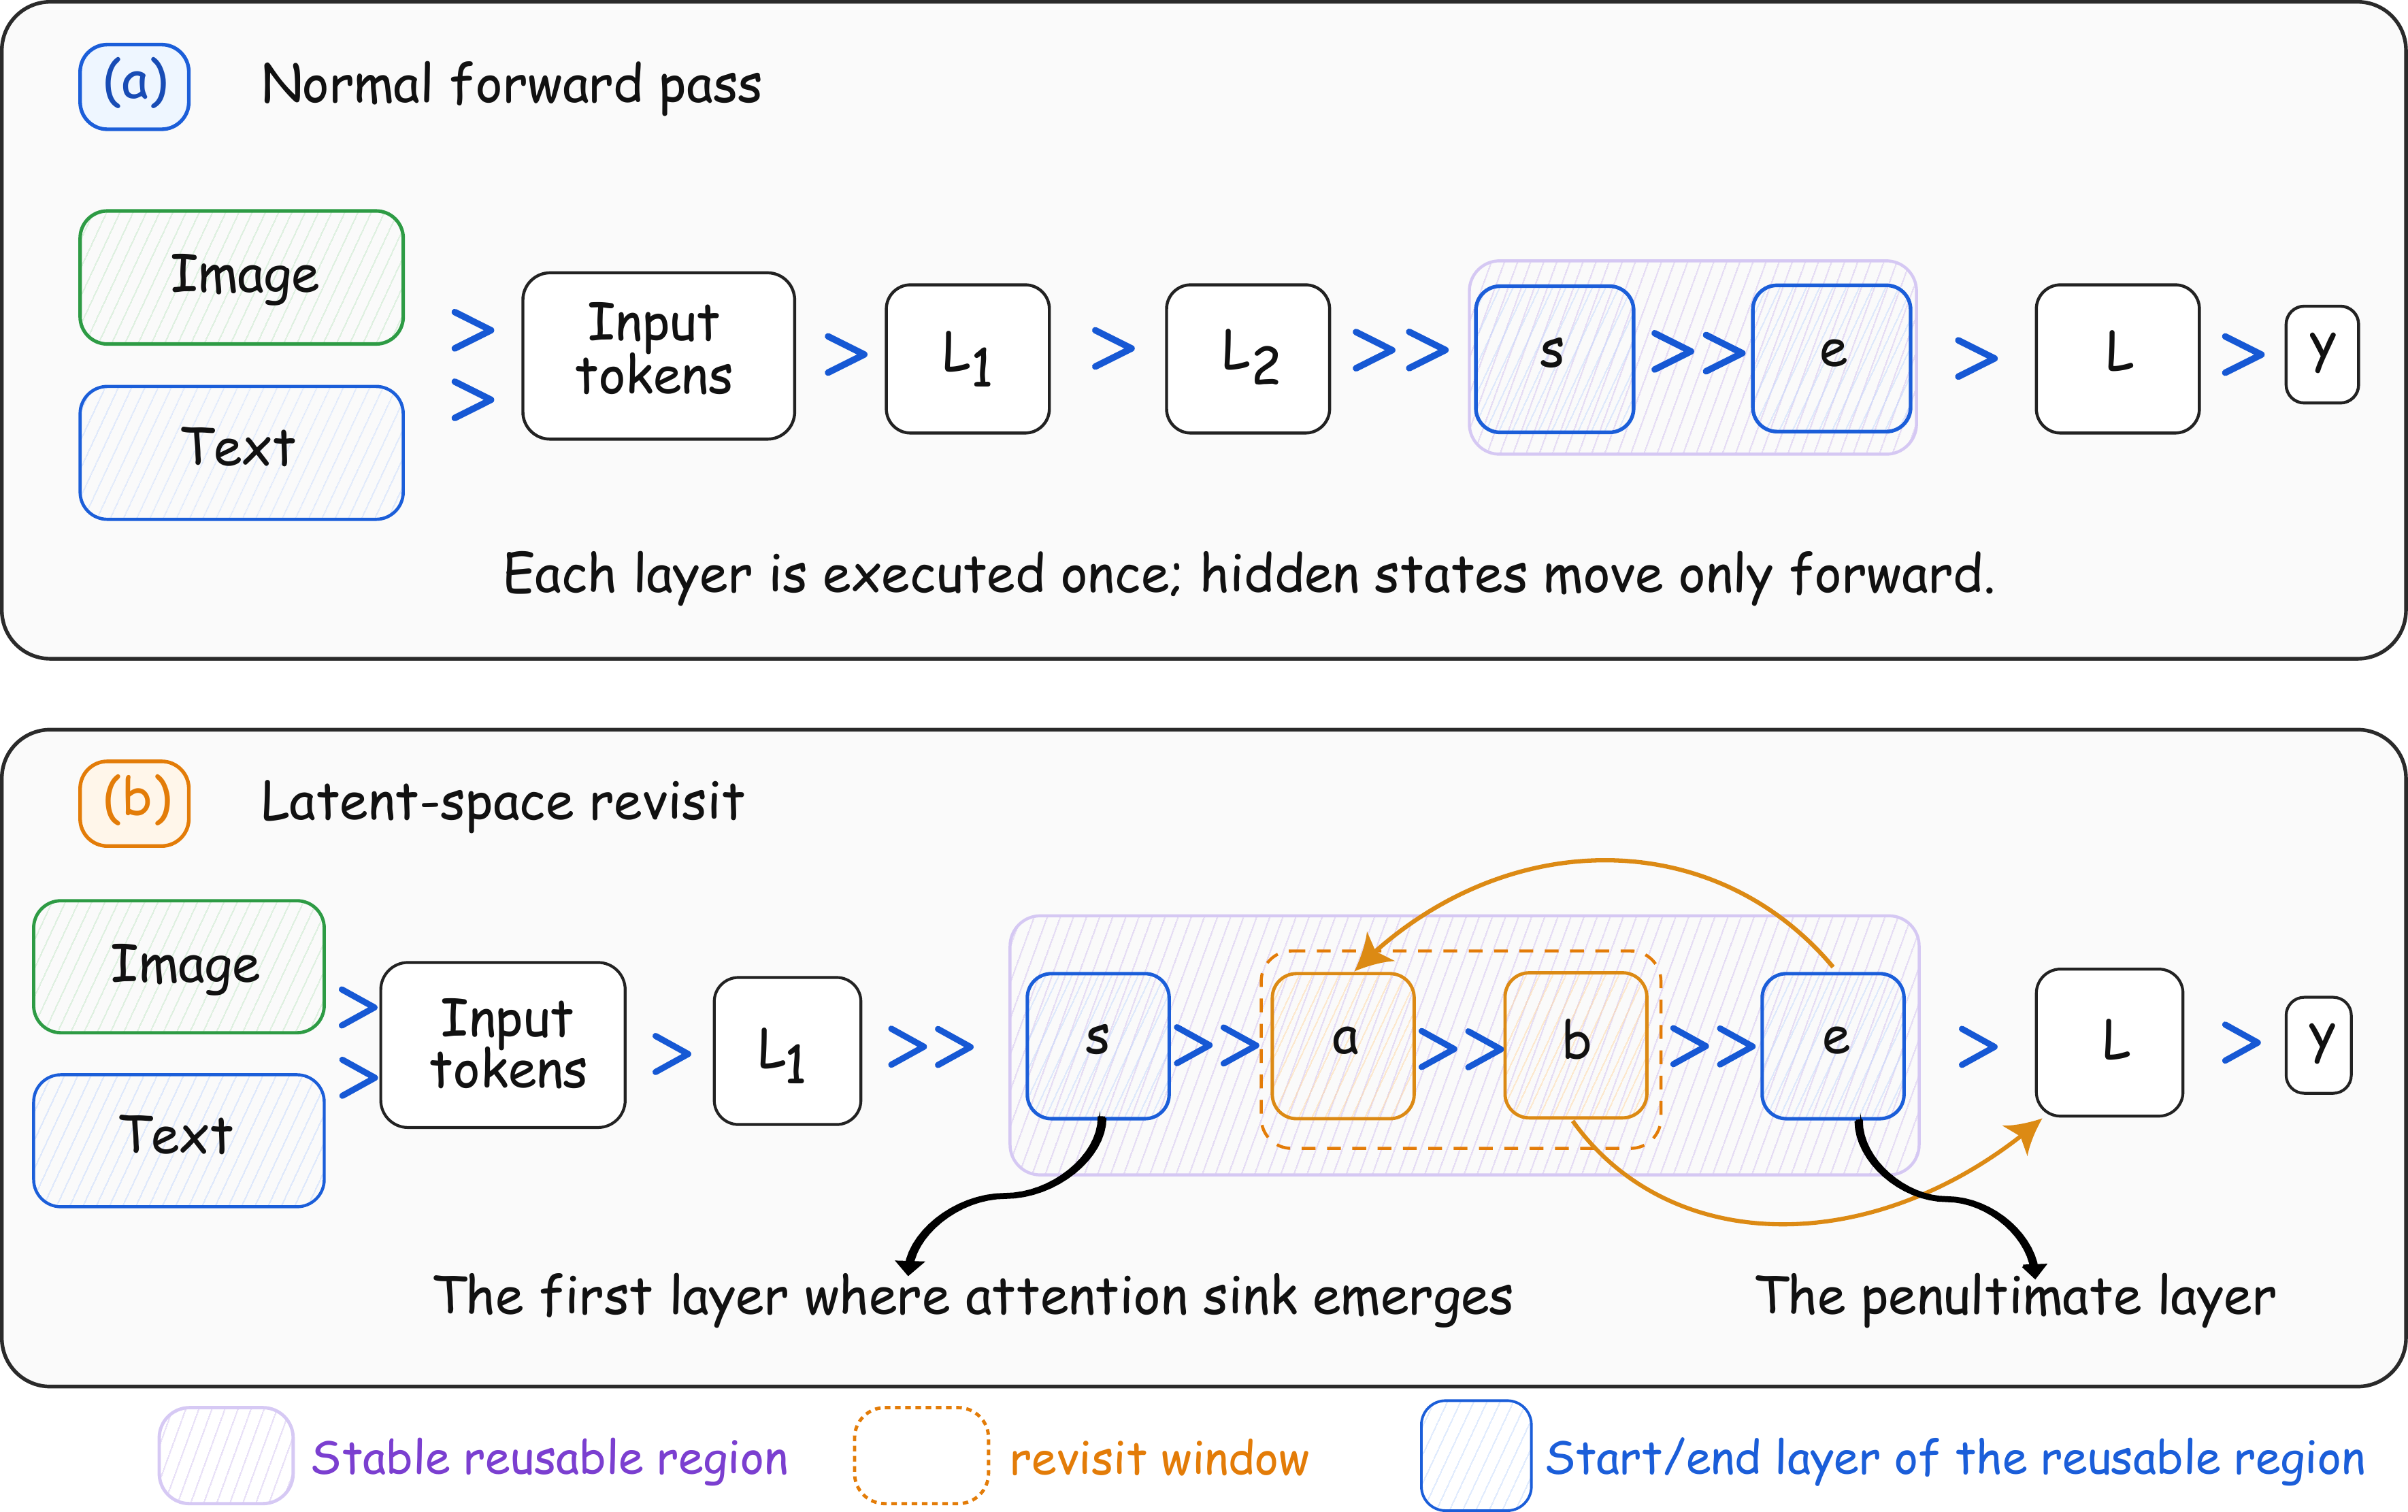 (a) Normal forward pass
Image
Text
Input
tokens
L1
L2
s
e
L
y
Each layer is executed once; hidden states move only forward.
(b) Latent-space revisit
Image
Text
Input
tokens
L1
s
a
b
e
L
y
The first layer where attention sink emerges
The penultimate layer
Stable reusable region
revisit window
Start/end layer of the reusable region